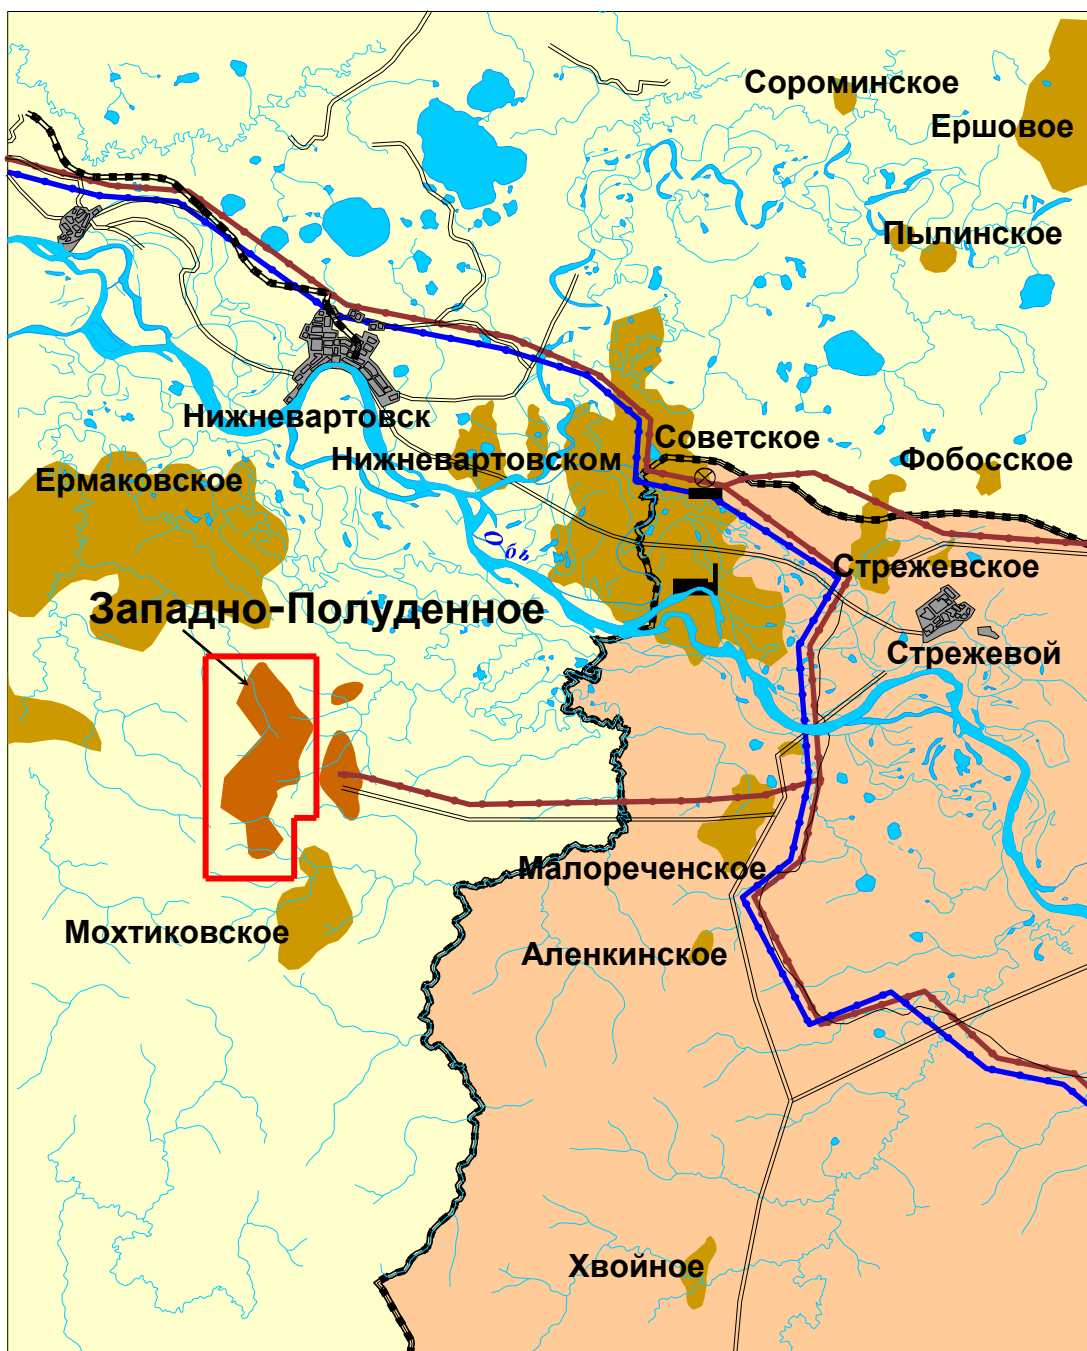 Сороминское
Ершовое
Пылинское
Нижневартовск
Советское
Нижневартовском
Фобосское
Ермаковское
Обь
Стрежевское
Западно-Полуденное
Стрежевой
Малореченское
Мохтиковское
Аленкинское
Хвойное